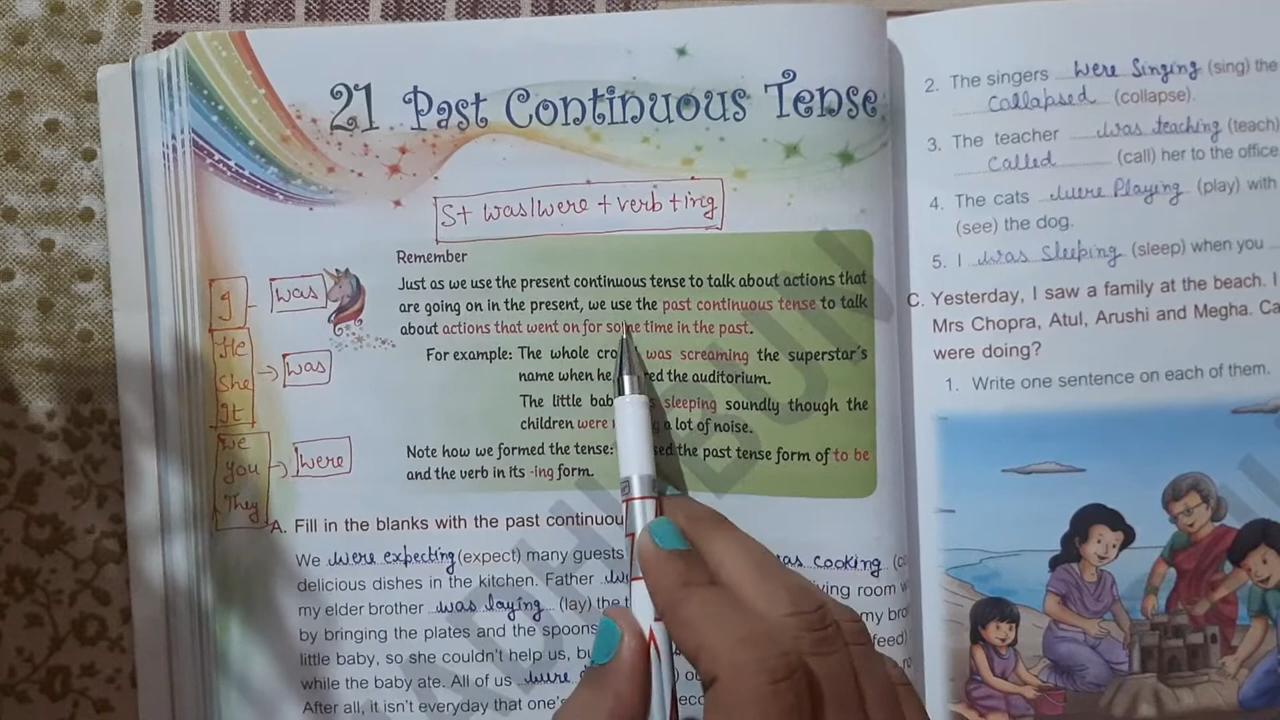 21 Past Continuous Tense
S+ was/were + verb + ing
Remember
Just as we use the present continuous tense to talk about actions that
are going on in the present, we use the past continuous tense to talk
about actions that went on for some time in the past.
For example: The whole was screaming the superstar's
name when he the auditorium.
The little sleeping soundly though the
children were a lot of noise.
Note how we formed the tense: the past tense form of to be
and the verb in its -ing form.
I
was
He
She
It
was
We
You
They
were
A. Fill in the blanks with the past
We were expecting (expect) many guests cooking
delicious dishes in the kitchen. Father room
my elder brother was laying (lay) the
by bringing the plates and the spoons my
little baby, so she couldn't help us, (feed)
while the baby ate. All of us were
After all, it isn't everyday that one's
2. The singers were Singing (sing) the
Collapsed (collapse).
3. The teacher was teaching (teach)
Called (call) her to the office
4. The cats were Playing (play) with
(see) the dog.
5. I was Sleeping (sleep) when you
C. Yesterday, I saw a family at the beach. I
Mrs Chopra, Atul, Arushi and Megha.
were doing?
1. Write one sentence on each of them.